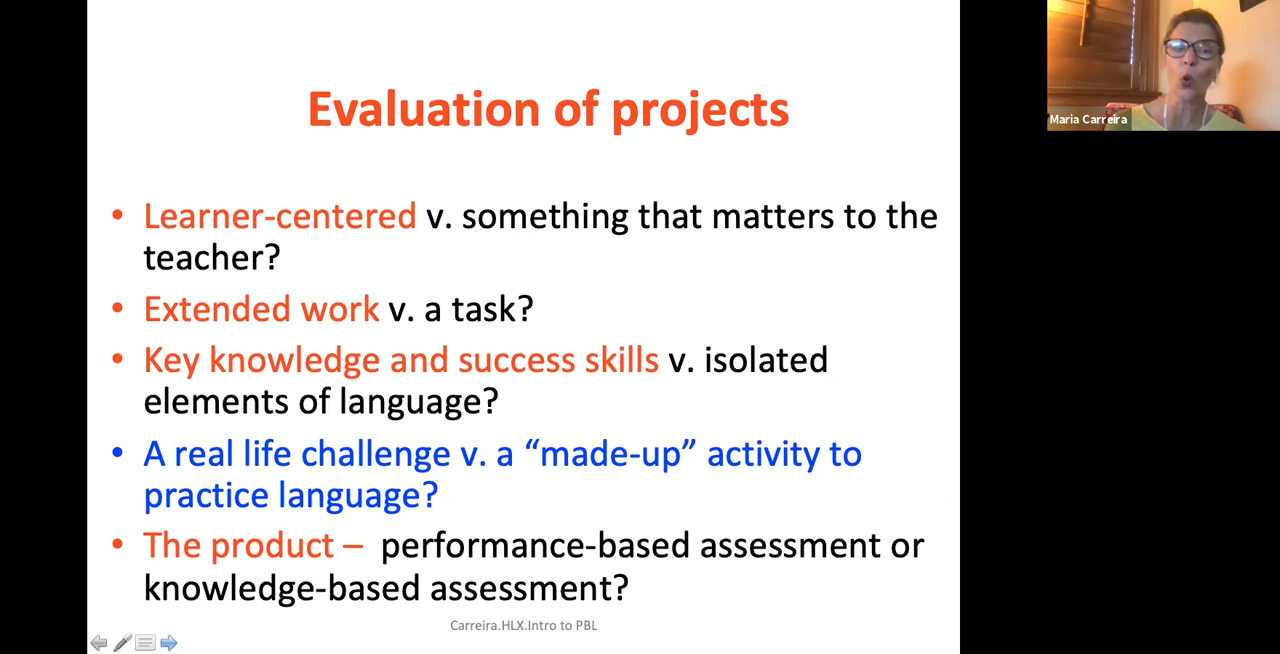 Evaluation of projects
Maria Carreira
• Learner-centered v. something that matters to the
teacher?
• Extended work v. a task?
• Key knowledge and success skills v. isolated
elements of language?
• A real life challenge v. a “made-up” activity to
practice language?
• The product – performance-based assessment or
knowledge-based assessment?
Carreira.HLX.Intro to PBL